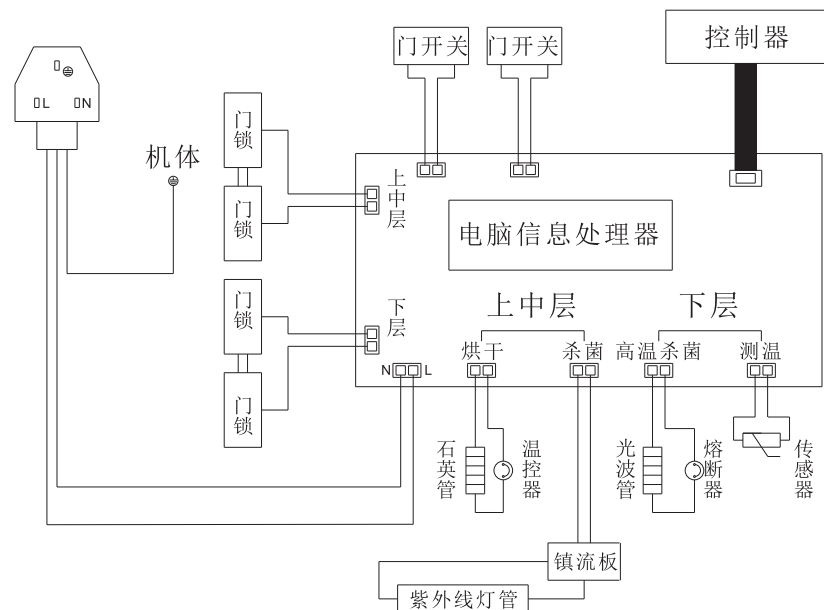 门开关
门开关
控制器
L
N
机体
门锁
门锁
上中层
电脑信息处理器
门锁
门锁
下层
上中层
下层
烘干
杀菌
高温杀菌
测温
N
L
石英管
温控器
光波管
熔断器
传感器
镇流板
紫外线灯管